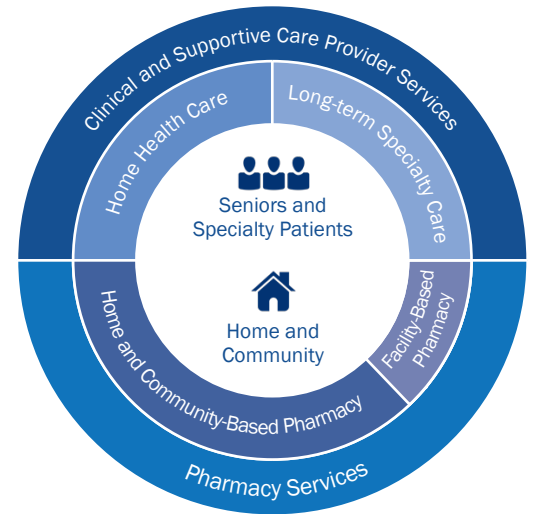 Clinical and Supportive Care Provider Services
Home Health Care
Long-term Specialty Care
Seniors and
Specialty Patients
Home and
Community
Home and Community-Based Pharmacy
Facility-Based
Pharmacy
Pharmacy Services